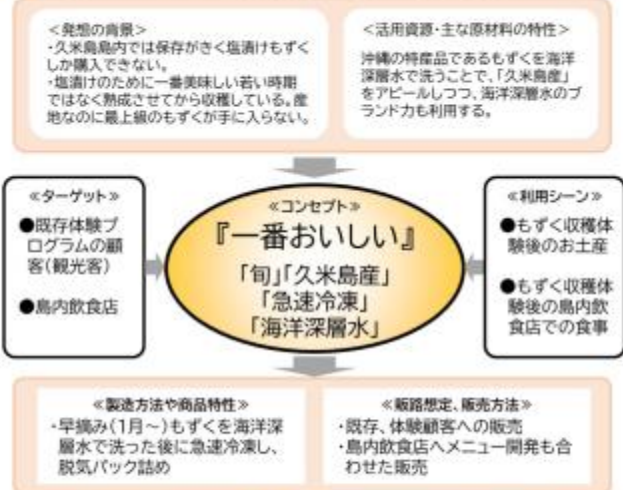 ＜発想の背景＞
・久米島島内では保存がきく塩漬けもずく
しか購入できない。
・塩漬けのために一番美味しい若い時期
ではなく熟成させてから収穫している。産
地なのに最上級のもずくが手に入らない。
＜活用資源・主な原材料の特性＞
沖縄の特産品であるもずくを海洋
深層水で洗うことで、「久米島産」
をアピールしつつ、海洋深層水のブ
ランド力も利用する。
≪ターゲット≫
●既存体験プ
ログラムの顧
客(観光客)
●島内飲食店
≪コンセプト≫
『一番おいしい』
「旬」「久米島産」
「急速冷凍」
「海洋深層水」
≪利用シーン≫
●もずく収穫体
験後のお土産
●もずく収穫体
験後の島内飲
食店での食事
≪製造方法や商品特性≫
・早摘み(1月〜)もずくを海洋深
層水で洗った後に急速冷凍し、
脱気パック詰め
≪販路想定、販売方法≫
・既存、体験顧客への販売
・島内飲食店へメニュー開発も合
わせた販売